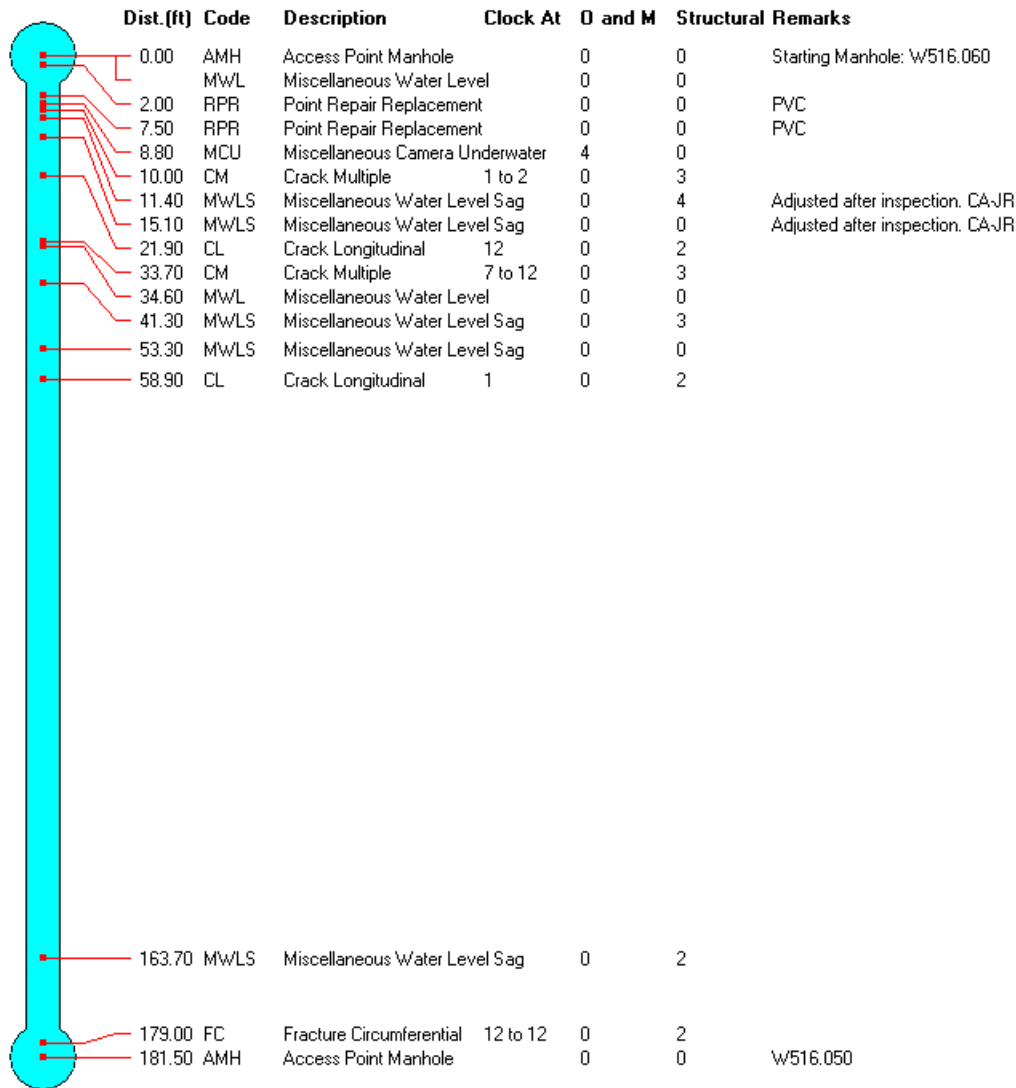 Dist.(ft) Code Description Clock At O and M Structural Remarks
0.00 AMH Access Point Manhole 0 0 Starting Manhole: W516.060
MWL Miscellaneous Water Level 0 0
2.00 RPR Point Repair Replacement 0 0 PVC
7.50 RPR Point Repair Replacement 0 0 PVC
8.80 MCU Miscellaneous Camera Underwater 4 0
10.00 CM Crack Multiple 1 to 2 0 3
11.40 MWLS Miscellaneous Water Level Sag 0 4 Adjusted after inspection. CA-JR
15.10 MWLS Miscellaneous Water Level Sag 0 0 Adjusted after inspection. CA-JR
21.90 CL Crack Longitudinal 12 0 2
33.70 CM Crack Multiple 7 to 12 0 3
34.60 MWL Miscellaneous Water Level 0 0
41.30 MWLS Miscellaneous Water Level Sag 0 3
53.30 MWLS Miscellaneous Water Level Sag 0 0
58.90 CL Crack Longitudinal 1 0 2
163.70 MWLS Miscellaneous Water Level Sag 0 2
179.00 FC Fracture Circumferential 12 to 12 0 2
181.50 AMH Access Point Manhole 0 0 W516.050